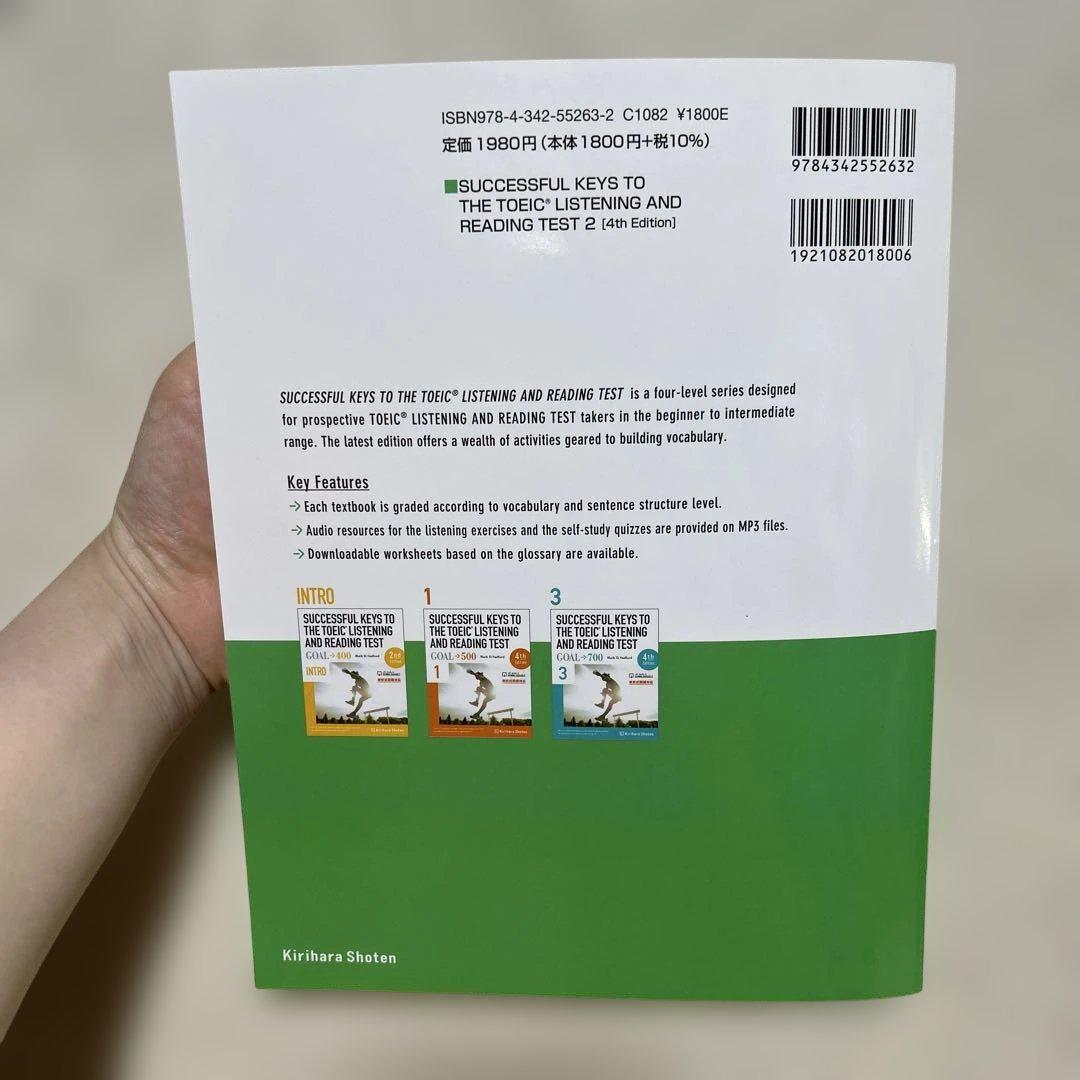 ISBN978-4-342-55263-2 C1082 ¥1800E
定価1980円(本体1800円+税10%)
9784342552632
■SUCCESSFUL KEYS TO
THE TOEIC® LISTENING AND
READING TEST 2 [4th Edition]
1921082018006
SUCCESSFUL KEYS TO THE TOEIC® LISTENING AND READING TEST is a four-level series designed
for prospective TOEIC® LISTENING AND READING TEST takers in the beginner to intermediate
range. The latest edition offers a wealth of activities geared to building vocabulary.
Key Features
→ Each textbook is graded according to vocabulary and sentence structure level.
→ Audio resources for the listening exercises and the self-study quizzes are provided on MP3 files.
→ Downloadable worksheets based on the glossary are available.
INTRO
SUCCESSFUL KEYS TO
THE TOEIC® LISTENING
AND READING TEST
GOAL→400
2nd
Edition
INTRO
Kirihara Shoten
1
SUCCESSFUL KEYS TO
THE TOEIC® LISTENING
AND READING TEST
GOAL→500
4th
Edition
1
Kirihara Shoten
3
SUCCESSFUL KEYS TO
THE TOEIC® LISTENING
AND READING TEST
GOAL→700
4th
Edition
3
Kirihara Shoten
Kirihara Shoten